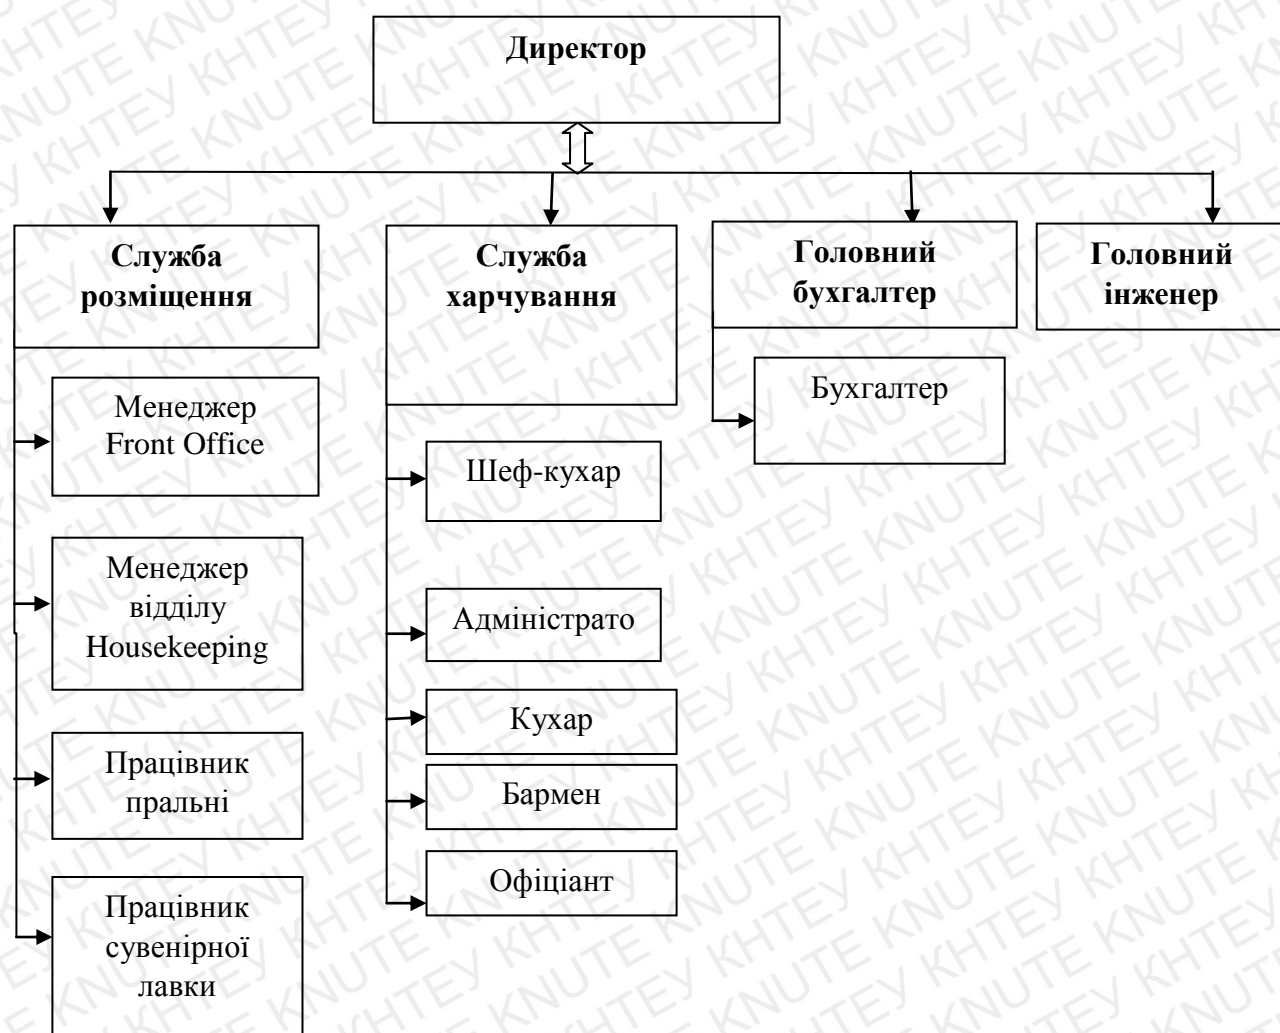 Директор
Служба
розміщення
Менеджер
Front Office
Менеджер
відділу
Housekeeping
Працівник
пральні
Працівник
сувенірної
лавки
Служба
харчування
Шеф-кухар
Адміністрато
Кухар
Бармен
Офіціант
Головний
бухгалтер
Бухгалтер
Головний
інженер